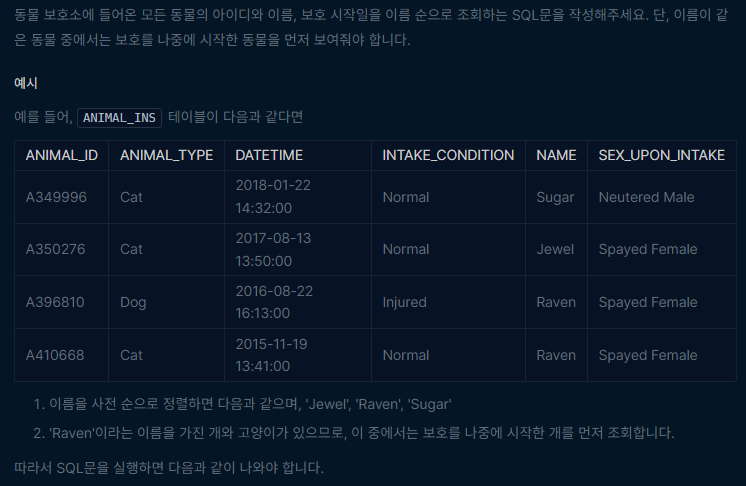 동물 보호소에 들어온 모든 동물의 아이디와 이름, 보호 시작일을 이름 순으로 조회하는 SQL문을 작성해주세요. 단, 이름이 같
은 동물 중에서는 보호를 나중에 시작한 동물을 먼저 보여줘야 합니다.
예시
예를 들어, ANIMAL_INS 테이블이 다음과 같다면
ANIMAL_ID ANIMAL_TYPE DATETIME INTAKE_CONDITION NAME SEX_UPON_INTAKE
A349996 Cat 2018-01-22 14:32:00 Normal Sugar Neutered Male
A350276 Cat 2017-08-13 13:50:00 Normal Jewel Spayed Female
A396810 Dog 2016-08-22 16:13:00 Injured Raven Spayed Female
A410668 Cat 2015-11-19 13:41:00 Normal Raven Spayed Female
1. 이름을 사전 순으로 정렬하면 다음과 같으며, 'Jewel', 'Raven', 'Sugar'
2. 'Raven'이라는 이름을 가진 개와 고양이가 있으므로, 이 중에서는 보호를 나중에 시작한 개를 먼저 조회합니다.
따라서 SQL문을 실행하면 다음과 같이 나와야 합니다.